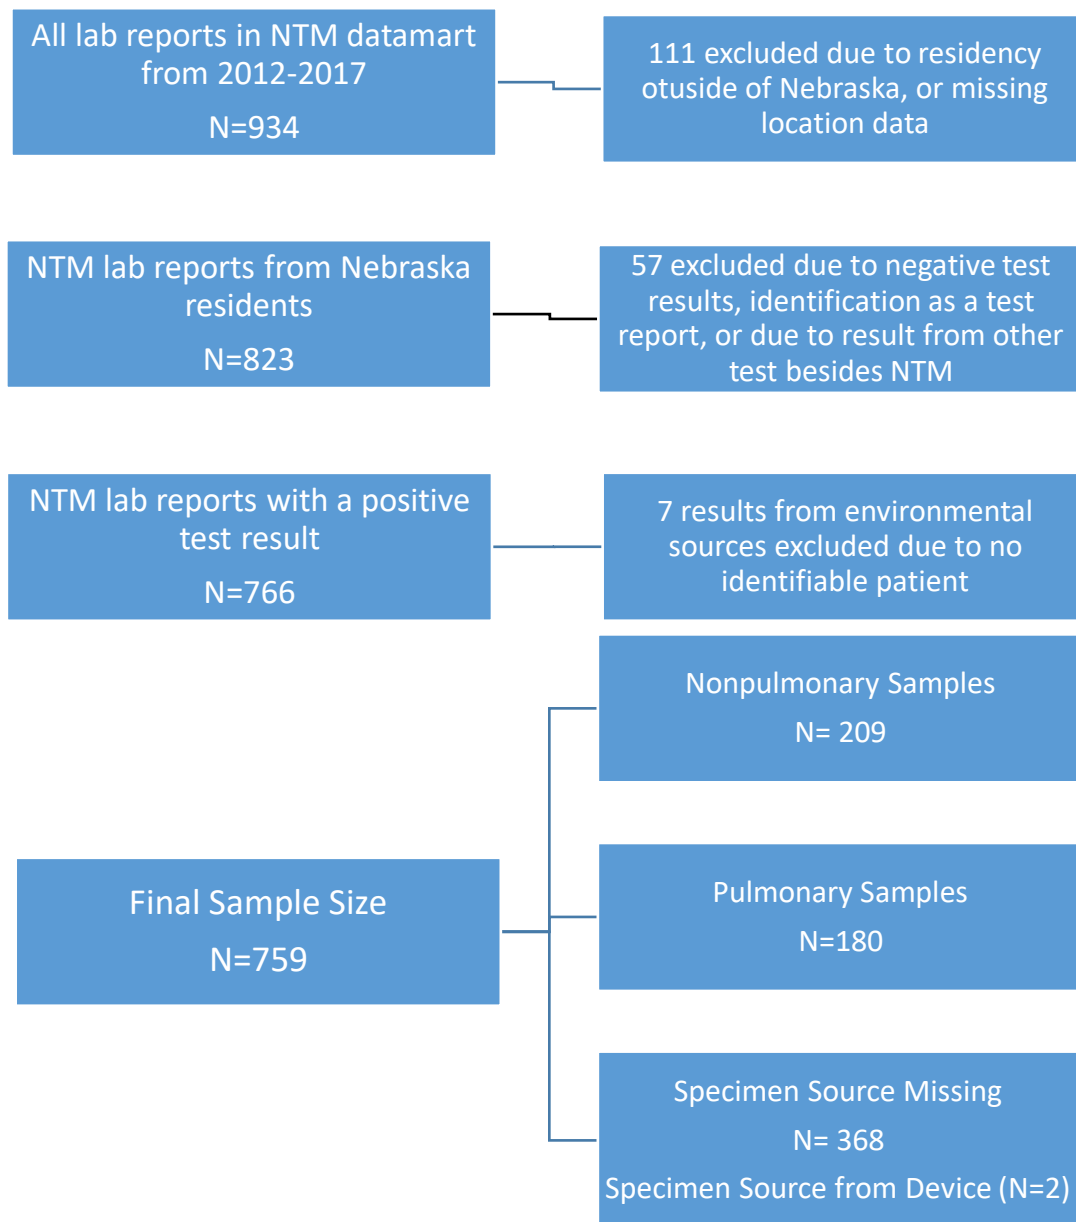 All lab reports in NTM datamart
from 2012-2017
N=934
111 excluded due to residency
otuside of Nebraska, or missing
location data
NTM lab reports from Nebraska
residents
N=823
57 excluded due to negative test
results, identification as a test
report, or due to result from other
test besides NTM
NTM lab reports with a positive
test result
N=766
7 results from environmental
sources excluded due to no
identifiable patient
Final Sample Size
N=759
Nonpulmonary Samples
N= 209
Pulmonary Samples
N=180
Specimen Source Missing
N= 368
Specimen Source from Device (N=2)